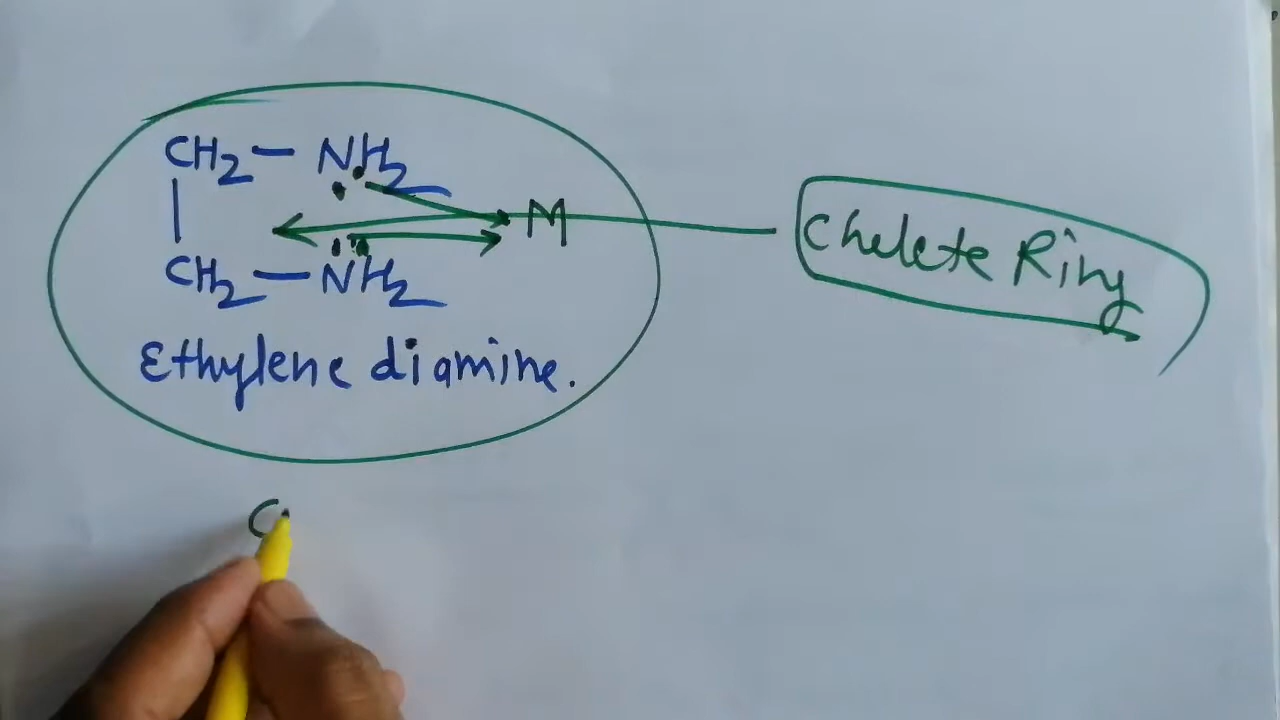 CH2 — NH2
M
Chelete Ring
CH2 — NH2
Ethylene diamine.
C